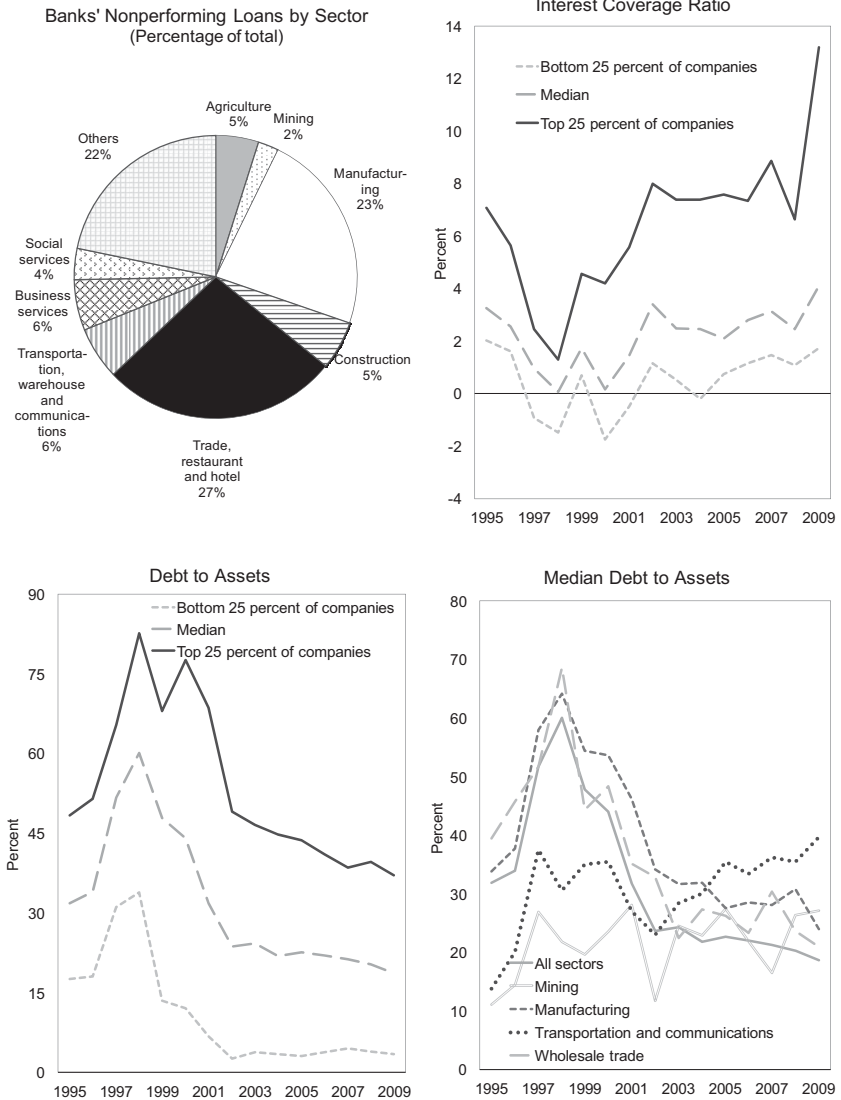 Banks' Nonperforming Loans by Sector
(Percentage of total)
Agriculture
5%
Mining
2%
Manufactur-
ing
23%
Construction
5%
Trade,
restaurant
and hotel
27%
Transporta-
tion,
warehouse
and
communica-
tions
6%
Business
services
6%
Social
services
4%
Others
22%
Interest Coverage Ratio
Percent
14
12
10
8
6
4
2
0
-2
-4
Bottom 25 percent of companies
Median
Top 25 percent of companies
1995 1997 1999 2001 2003 2005 2007 2009
Debt to Assets
Percent
90
75
60
45
30
15
0
Bottom 25 percent of companies
Median
Top 25 percent of companies
1995 1997 1999 2001 2003 2005 2007 2009
Median Debt to Assets
Percent
80
70
60
50
40
30
20
10
0
All sectors
Mining
Manufacturing
Transportation and communications
Wholesale trade
1995 1997 1999 2001 2003 2005 2007 2009